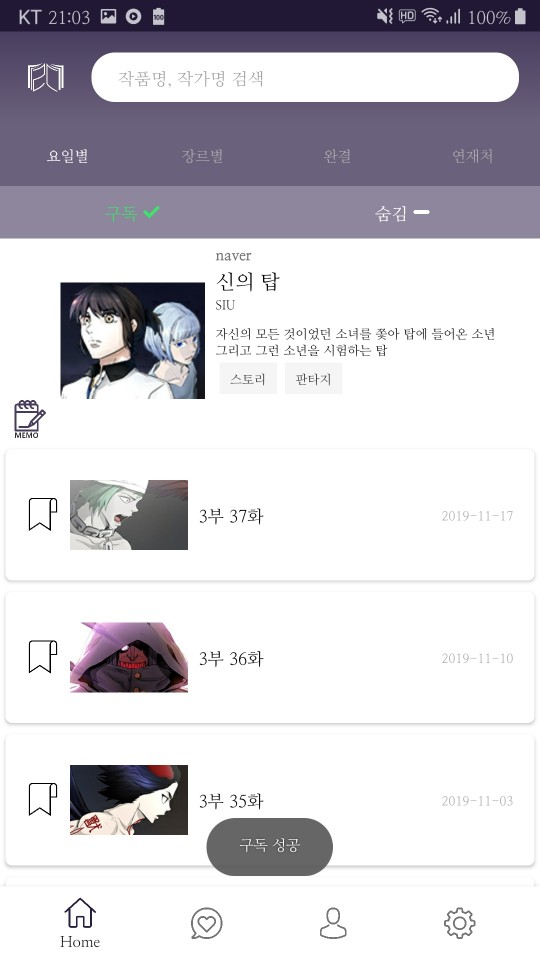 KT 21:03 100 HD 100%
작품명, 작가명 검색
요일별 장르별 완결 연재처
구독 숨김
naver
신의 탑
SIU
자신의 모든 것이었던 소녀를 쫓아 탑에 들어온 소년
그리고 그런 소년을 시험하는 탑
스토리 판타지
MEMO
3부 37화 2019-11-17
3부 36화 2019-11-10
3부 35화 2019-11-03
구독 성공
Home